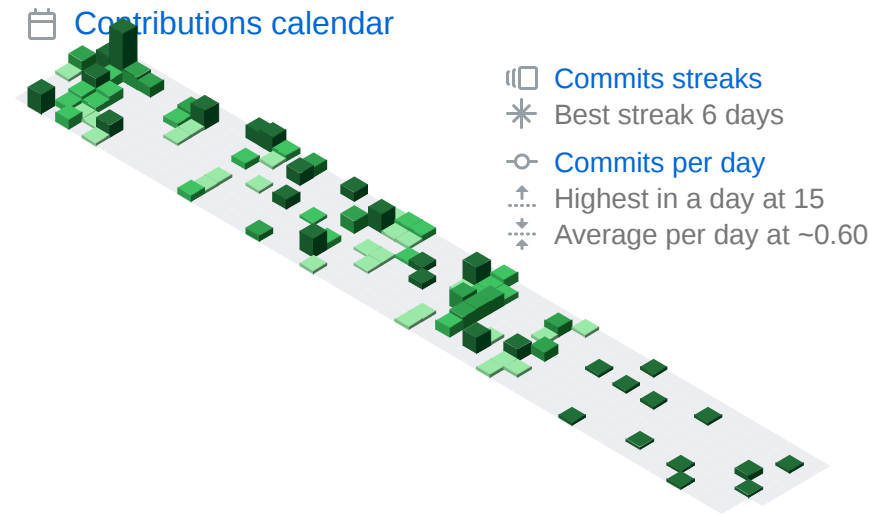 Contributions calendar
Commits streaks
Best streak 6 days
Commits per day
Highest in a day at 15
Average per day at ~0.60